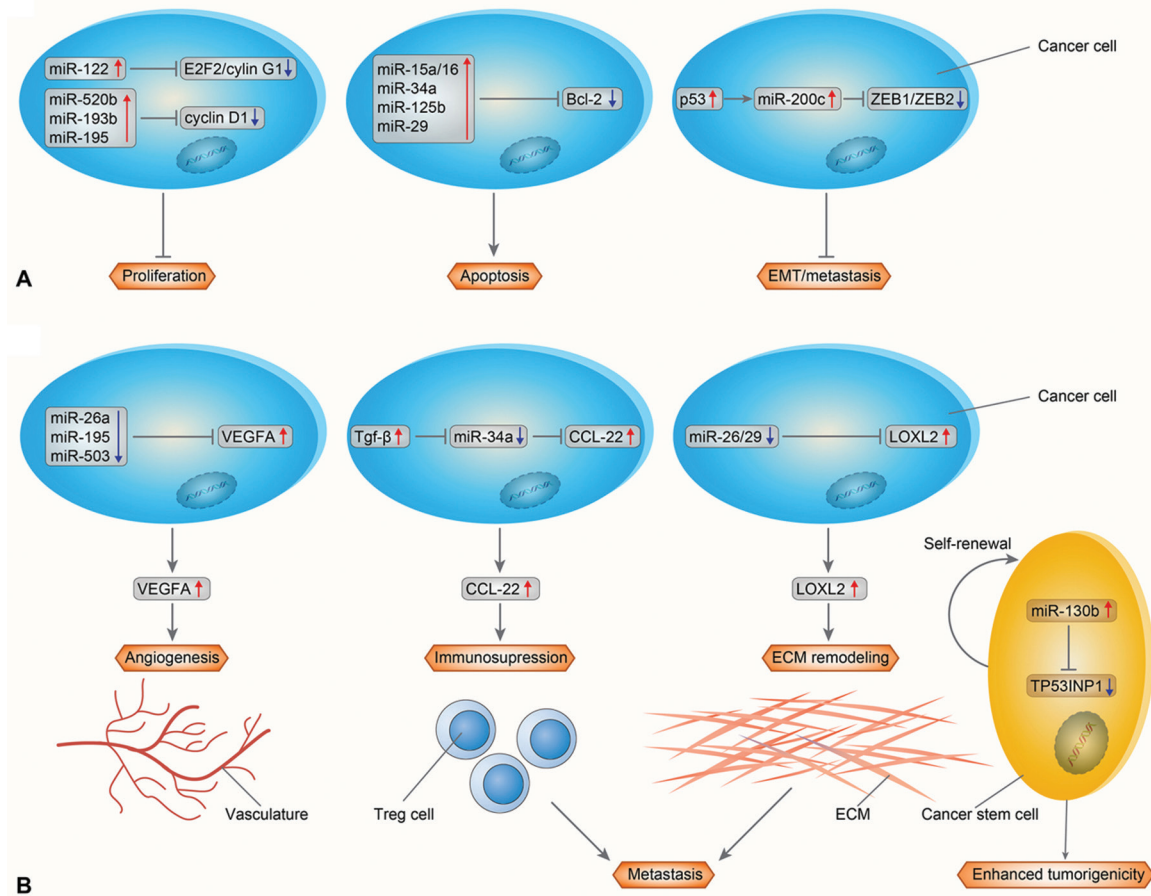 miR-122
E2F2/cylin G1
miR-520b
miR-193b
miR-195
cyclin D1
Proliferation
miR-15a/16
miR-34a
miR-125b
miR-29
Bcl-2
Apoptosis
Cancer cell
p53
miR-200c
ZEB1/ZEB2
EMT/metastasis
A
miR-26a
miR-195
miR-503
VEGFA
VEGFA
Angiogenesis
Vasculature
Tgf-β
miR-34a
CCL-22
CCL-22
Immunosupression
Treg cell
Cancer cell
miR-26/29
LOXL2
LOXL2
ECM remodeling
ECM
Metastasis
Self-renewal
miR-130b
TP53INP1
Cancer stem cell
Enhanced tumorigenicity
B